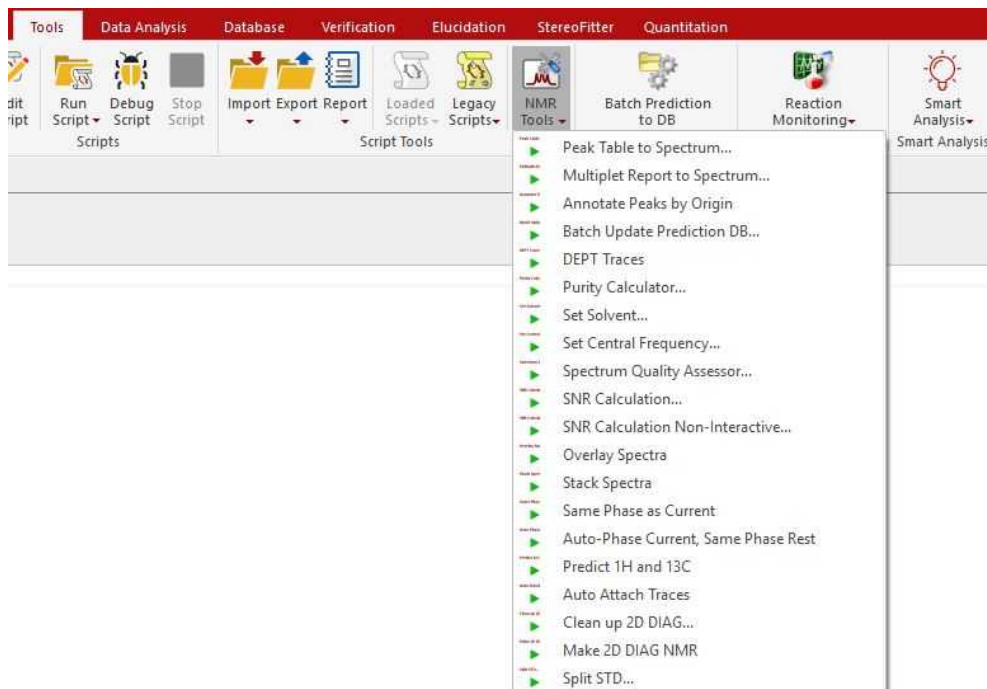 Tools Data Analysis Database Verification Elucidation StereoFitter Quantitation
Run Debug Stop Import Export Report Loaded Legacy NMR Batch Prediction Reaction Smart
Script Script Script Scripts Scripts Tools to DB Monitoring Analysis
Scripts Script Tools Smart Analysis
Peak Table to Spectrum...
Multiplet Report to Spectrum...
Annotate Peaks by Origin
Batch Update Prediction DB...
DEPT Traces
Purity Calculator...
Set Solvent...
Set Central Frequency...
Spectrum Quality Assessor...
SNR Calculation...
SNR Calculation Non-Interactive...
Overlay Spectra
Stack Spectra
Same Phase as Current
Auto-Phase Current, Same Phase Rest
Predict 1H and 13C
Auto Attach Traces
Clean up 2D DIAG...
Make 2D DIAG NMR
Split STD...